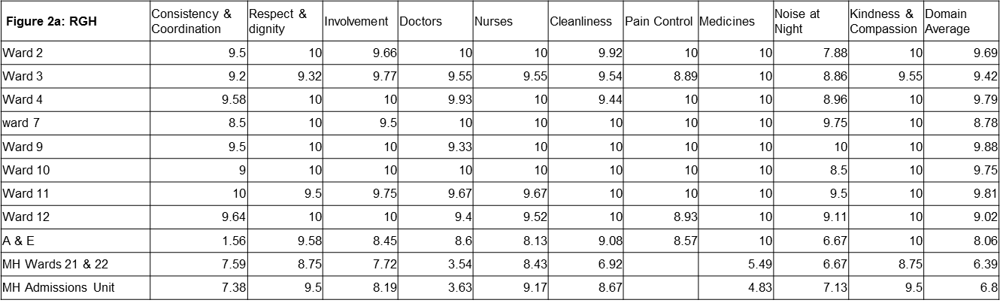 Figure 2a: RGH Consistency & Coordination Respect & dignity Involvement Doctors Nurses Cleanliness Pain Control Medicines Noise at Night Kindness & Compassion Domain Average
Ward 2 9.5 10 9.66 10 10 9.92 10 10 7.88 10 9.69
Ward 3 9.2 9.32 9.77 9.55 9.55 9.54 8.89 10 8.86 9.55 9.42
Ward 4 9.58 10 10 9.93 10 9.44 10 10 8.96 10 9.79
ward 7 8.5 10 9.5 10 10 10 10 10 9.75 10 8.78
Ward 9 9.5 10 10 9.33 10 10 10 10 10 10 9.88
Ward 10 9 10 10 10 10 10 10 10 8.5 10 9.75
Ward 11 10 9.5 9.75 9.67 9.67 10 10 10 9.5 10 9.81
Ward 12 9.64 10 10 9.4 9.52 10 8.93 10 9.11 10 9.02
A & E 1.56 9.58 8.45 8.6 8.13 9.08 8.57 10 6.67 10 8.06
MH Wards 21 & 22 7.59 8.75 7.72 3.54 8.43 6.92 5.49 6.67 8.75 6.39
MH Admissions Unit 7.38 9.5 8.19 3.63 9.17 8.67 4.83 7.13 9.5 6.8